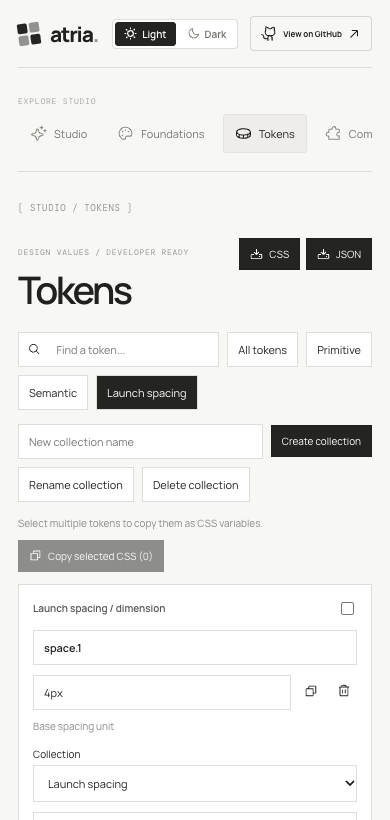 atria.
Light
Dark
View on GitHub
EXPLORE STUDIO
Studio
Foundations
Tokens
Com
[ STUDIO / TOKENS ]
DESIGN VALUES / DEVELOPER READY
CSS
JSON
Tokens
Find a token...
All tokens
Primitive
Semantic
Launch spacing
New collection name
Create collection
Rename collection
Delete collection
Select multiple tokens to copy them as CSS variables.
Copy selected CSS (0)
Launch spacing / dimension
space.1
4px
Base spacing unit
Collection
Launch spacing